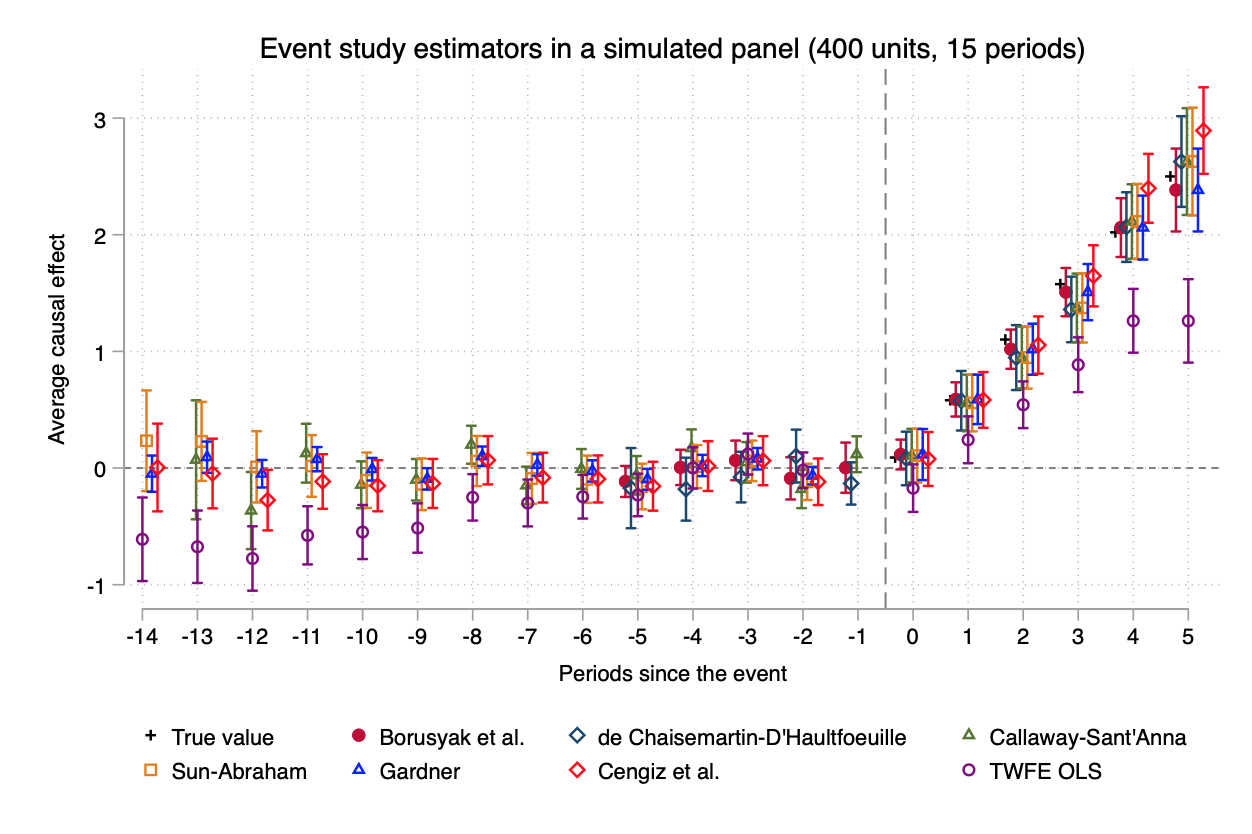 Event study estimators in a simulated panel (400 units, 15 periods)
Average causal effect
3
2
1
0
-1
-14 -13 -12 -11 -10 -9 -8 -7 -6 -5 -4 -3 -2 -1 0 1 2 3 4 5
Periods since the event
True value Borusyak et al. de Chaisemartin-D'Haultfoeuille Callaway-Sant'Anna
Sun-Abraham Gardner Cengiz et al. TWFE OLS